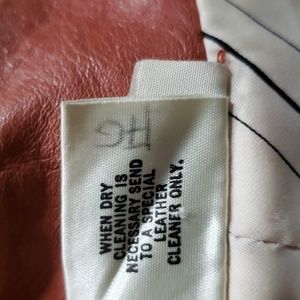 WHEN DRY
CLEANING IS
NECESSARY SEND
TO A SPECIAL
LEATHER
CLEANER ONLY.